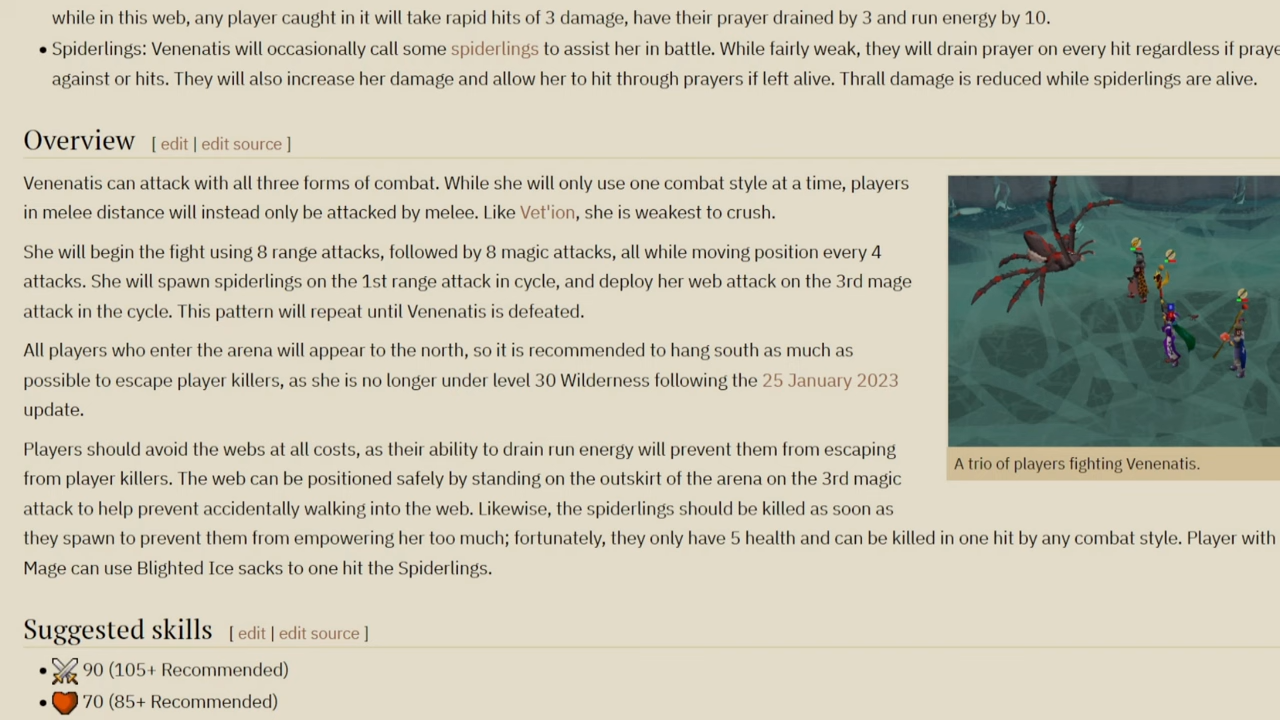 while in this web, any player caught in it will take rapid hits of 3 damage, have their prayer drained by 3 and run energy by 10.
• Spiderlings: Venenatis will occasionally call some spiderlings to assist her in battle. While fairly weak, they will drain prayer on every hit regardless if
against or hits. They will also increase her damage and allow her to hit through prayers if left alive. Thrall damage is reduced while spiderlings are alive.
Overview [ edit | edit source ]
Venenatis can attack with all three forms of combat. While she will only use one combat style at a time, players
in melee distance will instead only be attacked by melee. Like Vet'ion, she is weakest to crush.
She will begin the fight using 8 range attacks, followed by 8 magic attacks, all while moving position every 4
attacks. She will spawn spiderlings on the 1st range attack in cycle, and deploy her web attack on the 3rd mage
attack in the cycle. This pattern will repeat until Venenatis is defeated.
All players who enter the arena will appear to the north, so it is recommended to hang south as much as
possible to escape player killers, as she is no longer under level 30 Wilderness following the 25 January 2023
update.
Players should avoid the webs at all costs, as their ability to drain run energy will prevent them from escaping
from player killers. The web can be positioned safely by standing on the outskirt of the arena on the 3rd magic
attack to help prevent accidentally walking into the web. Likewise, the spiderlings should be killed as soon as
they spawn to prevent them from empowering her too much; fortunately, they only have 5 health and can be killed in one hit by any combat style. Player with
Mage can use Blighted Ice sacks to one hit the Spiderlings.
A trio of players fighting Venenatis.
Suggested skills [ edit | edit source ]
• 90 (105+ Recommended)
• 70 (85+ Recommended)